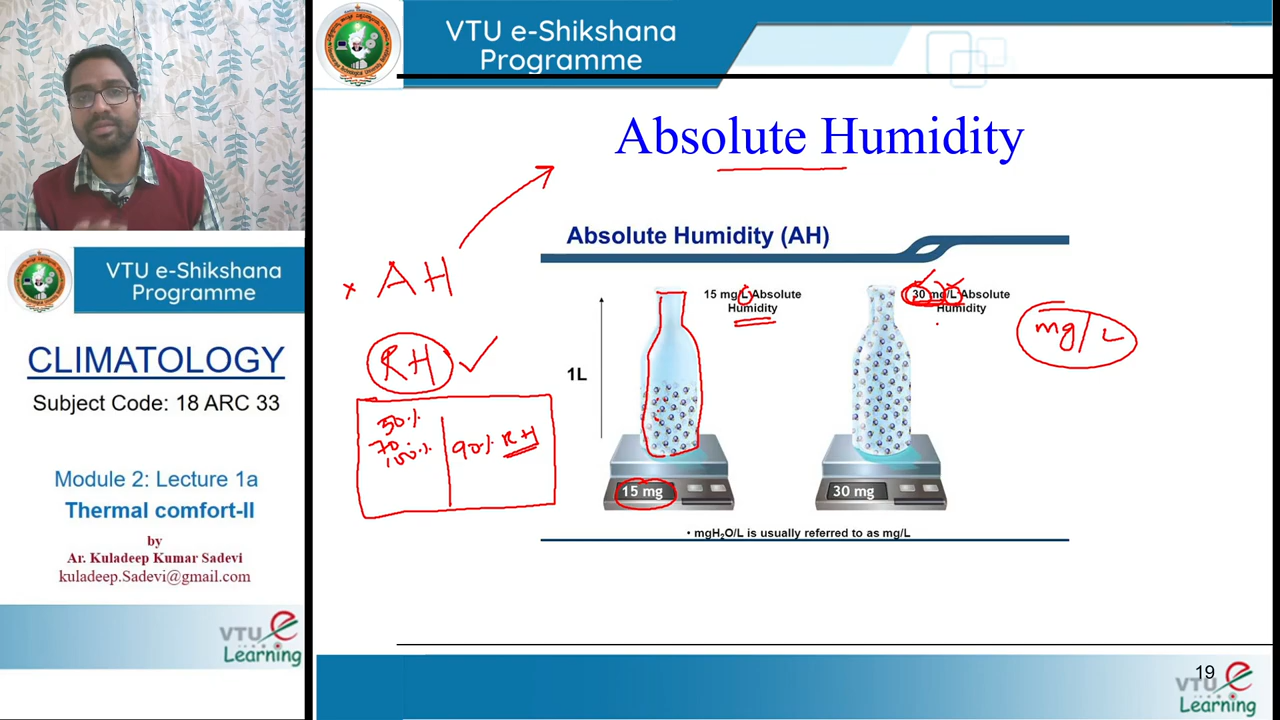 VTU e-Shikshana
Programme
VTU e-Shikshana
Programme
CLIMATOLOGY
Subject Code: 18 ARC 33
Module 2: Lecture 1a
Thermal comfort-II
by
Ar. Kuladeep Kumar Sadevi
kuladeep.Sadevi@gmail.com
VTU e
Learning
Absolute Humidity
Absolute Humidity (AH)
x AH
RH
50%
70
100%
90% RH
1L
15 mg/L Absolute
Humidity
30 mg/L Absolute
Humidity
mg/L
15 mg
30 mg
• mgH₂O/L is usually referred to as mg/L
19
VTU e
Learning